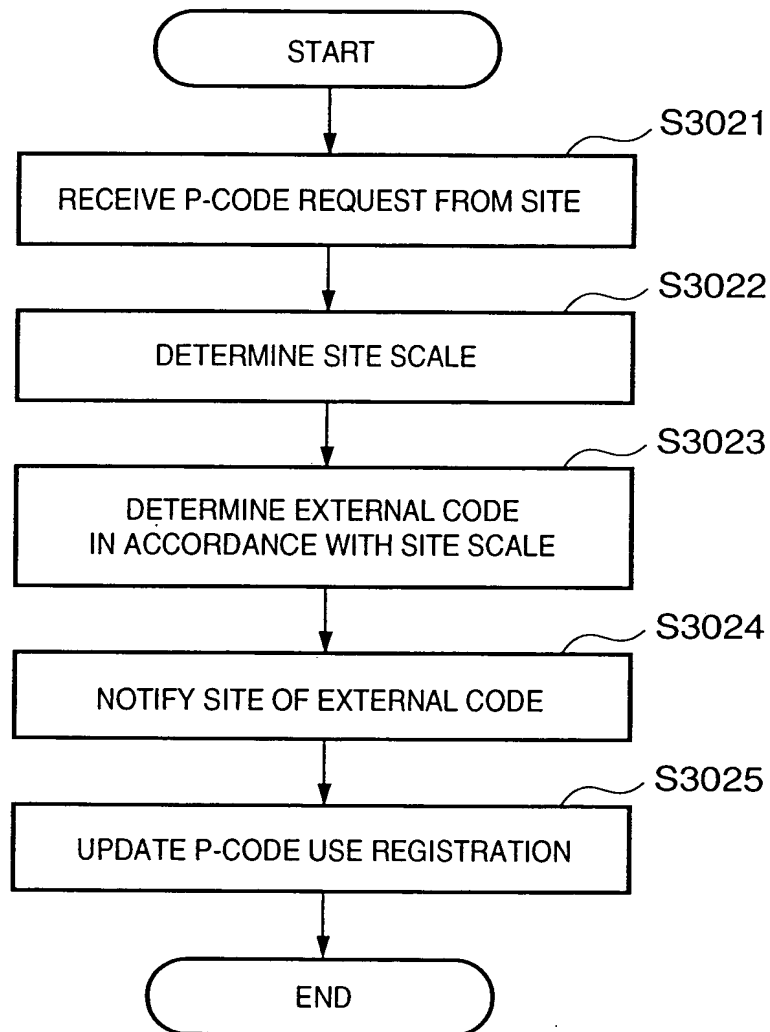 START
S3021
RECEIVE P-CODE REQUEST FROM SITE
S3022
DETERMINE SITE SCALE
S3023
DETERMINE EXTERNAL CODE
IN ACCORDANCE WITH SITE SCALE
S3024
NOTIFY SITE OF EXTERNAL CODE
S3025
UPDATE P-CODE USE REGISTRATION
END